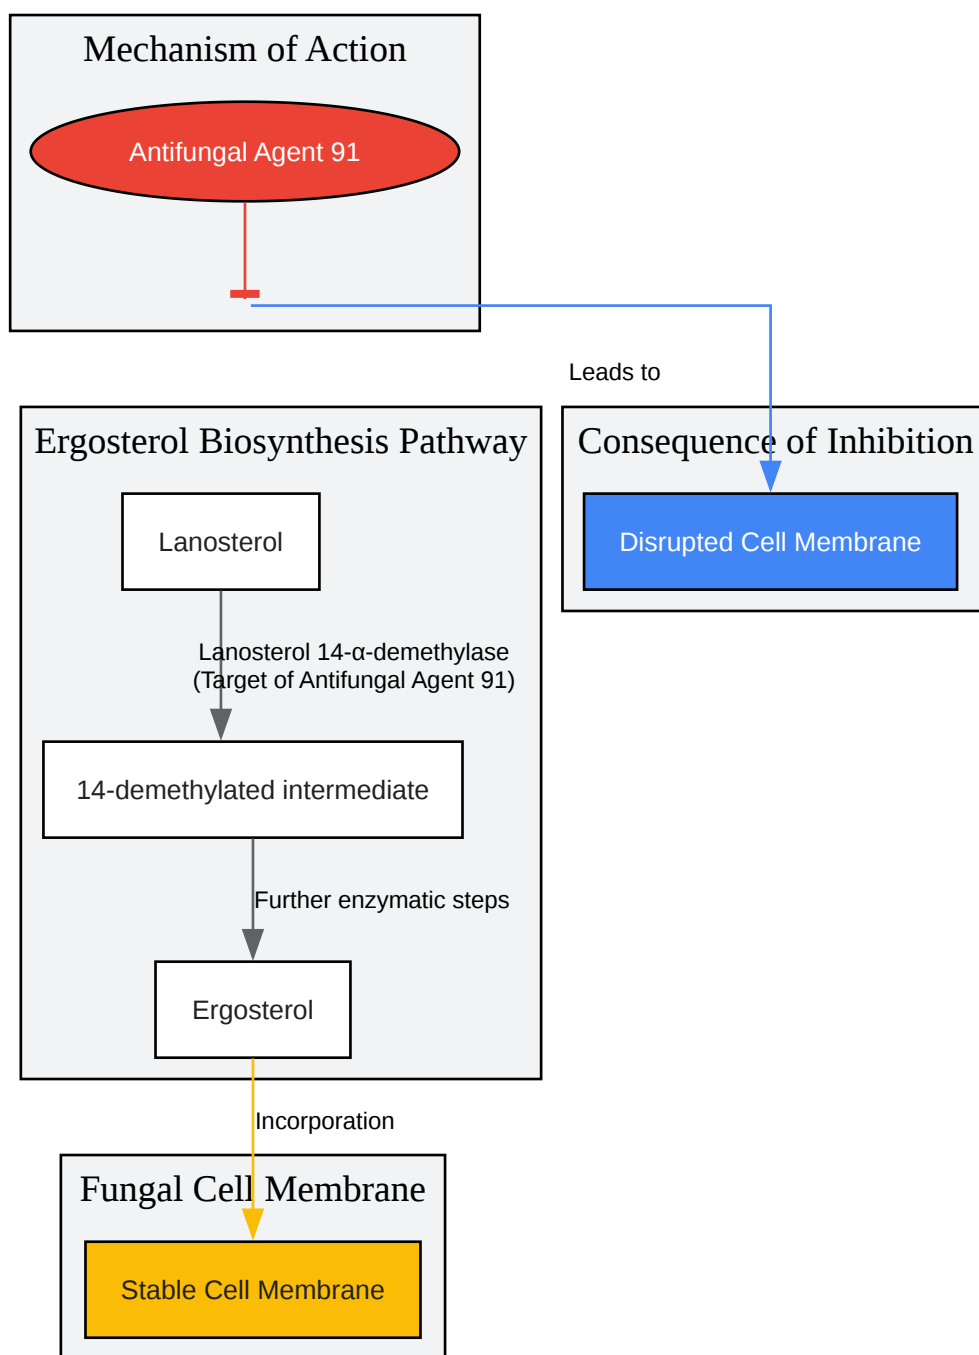 Mechanism of Action
Antifungal Agent 91
Leads to
Ergosterol Biosynthesis Pathway
Consequence of Inhibition
Lanosterol
Disrupted Cell Membrane
Lanosterol 14-α-demethylase
(Target of Antifungal Agent 91)
14-demethylated intermediate
Further enzymatic steps
Ergosterol
Incorporation
Fungal Cell Membrane
Stable Cell Membrane